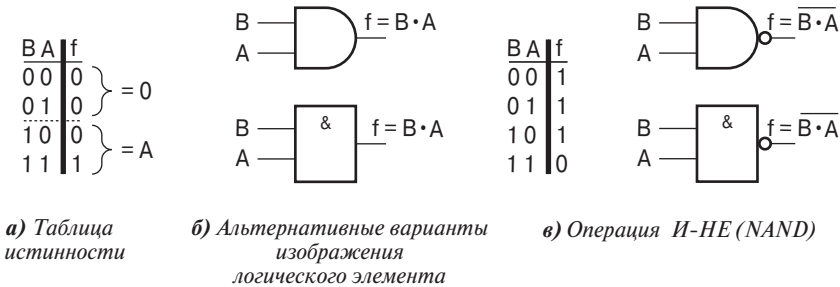 B A f
0 0 0
0 1 0
= 0
1 0 0
1 1 1
= A
B
A
f = B • A
B
A
&
f = B • A
B A f
0 0 1
0 1 1
1 0 1
1 1 0
B
A
f = B • A
B
A
&
f = B • A
а) Таблица
истинности
б) Альтернативные варианты
изображения
логического элемента
в) Операция И-НЕ (NAND)